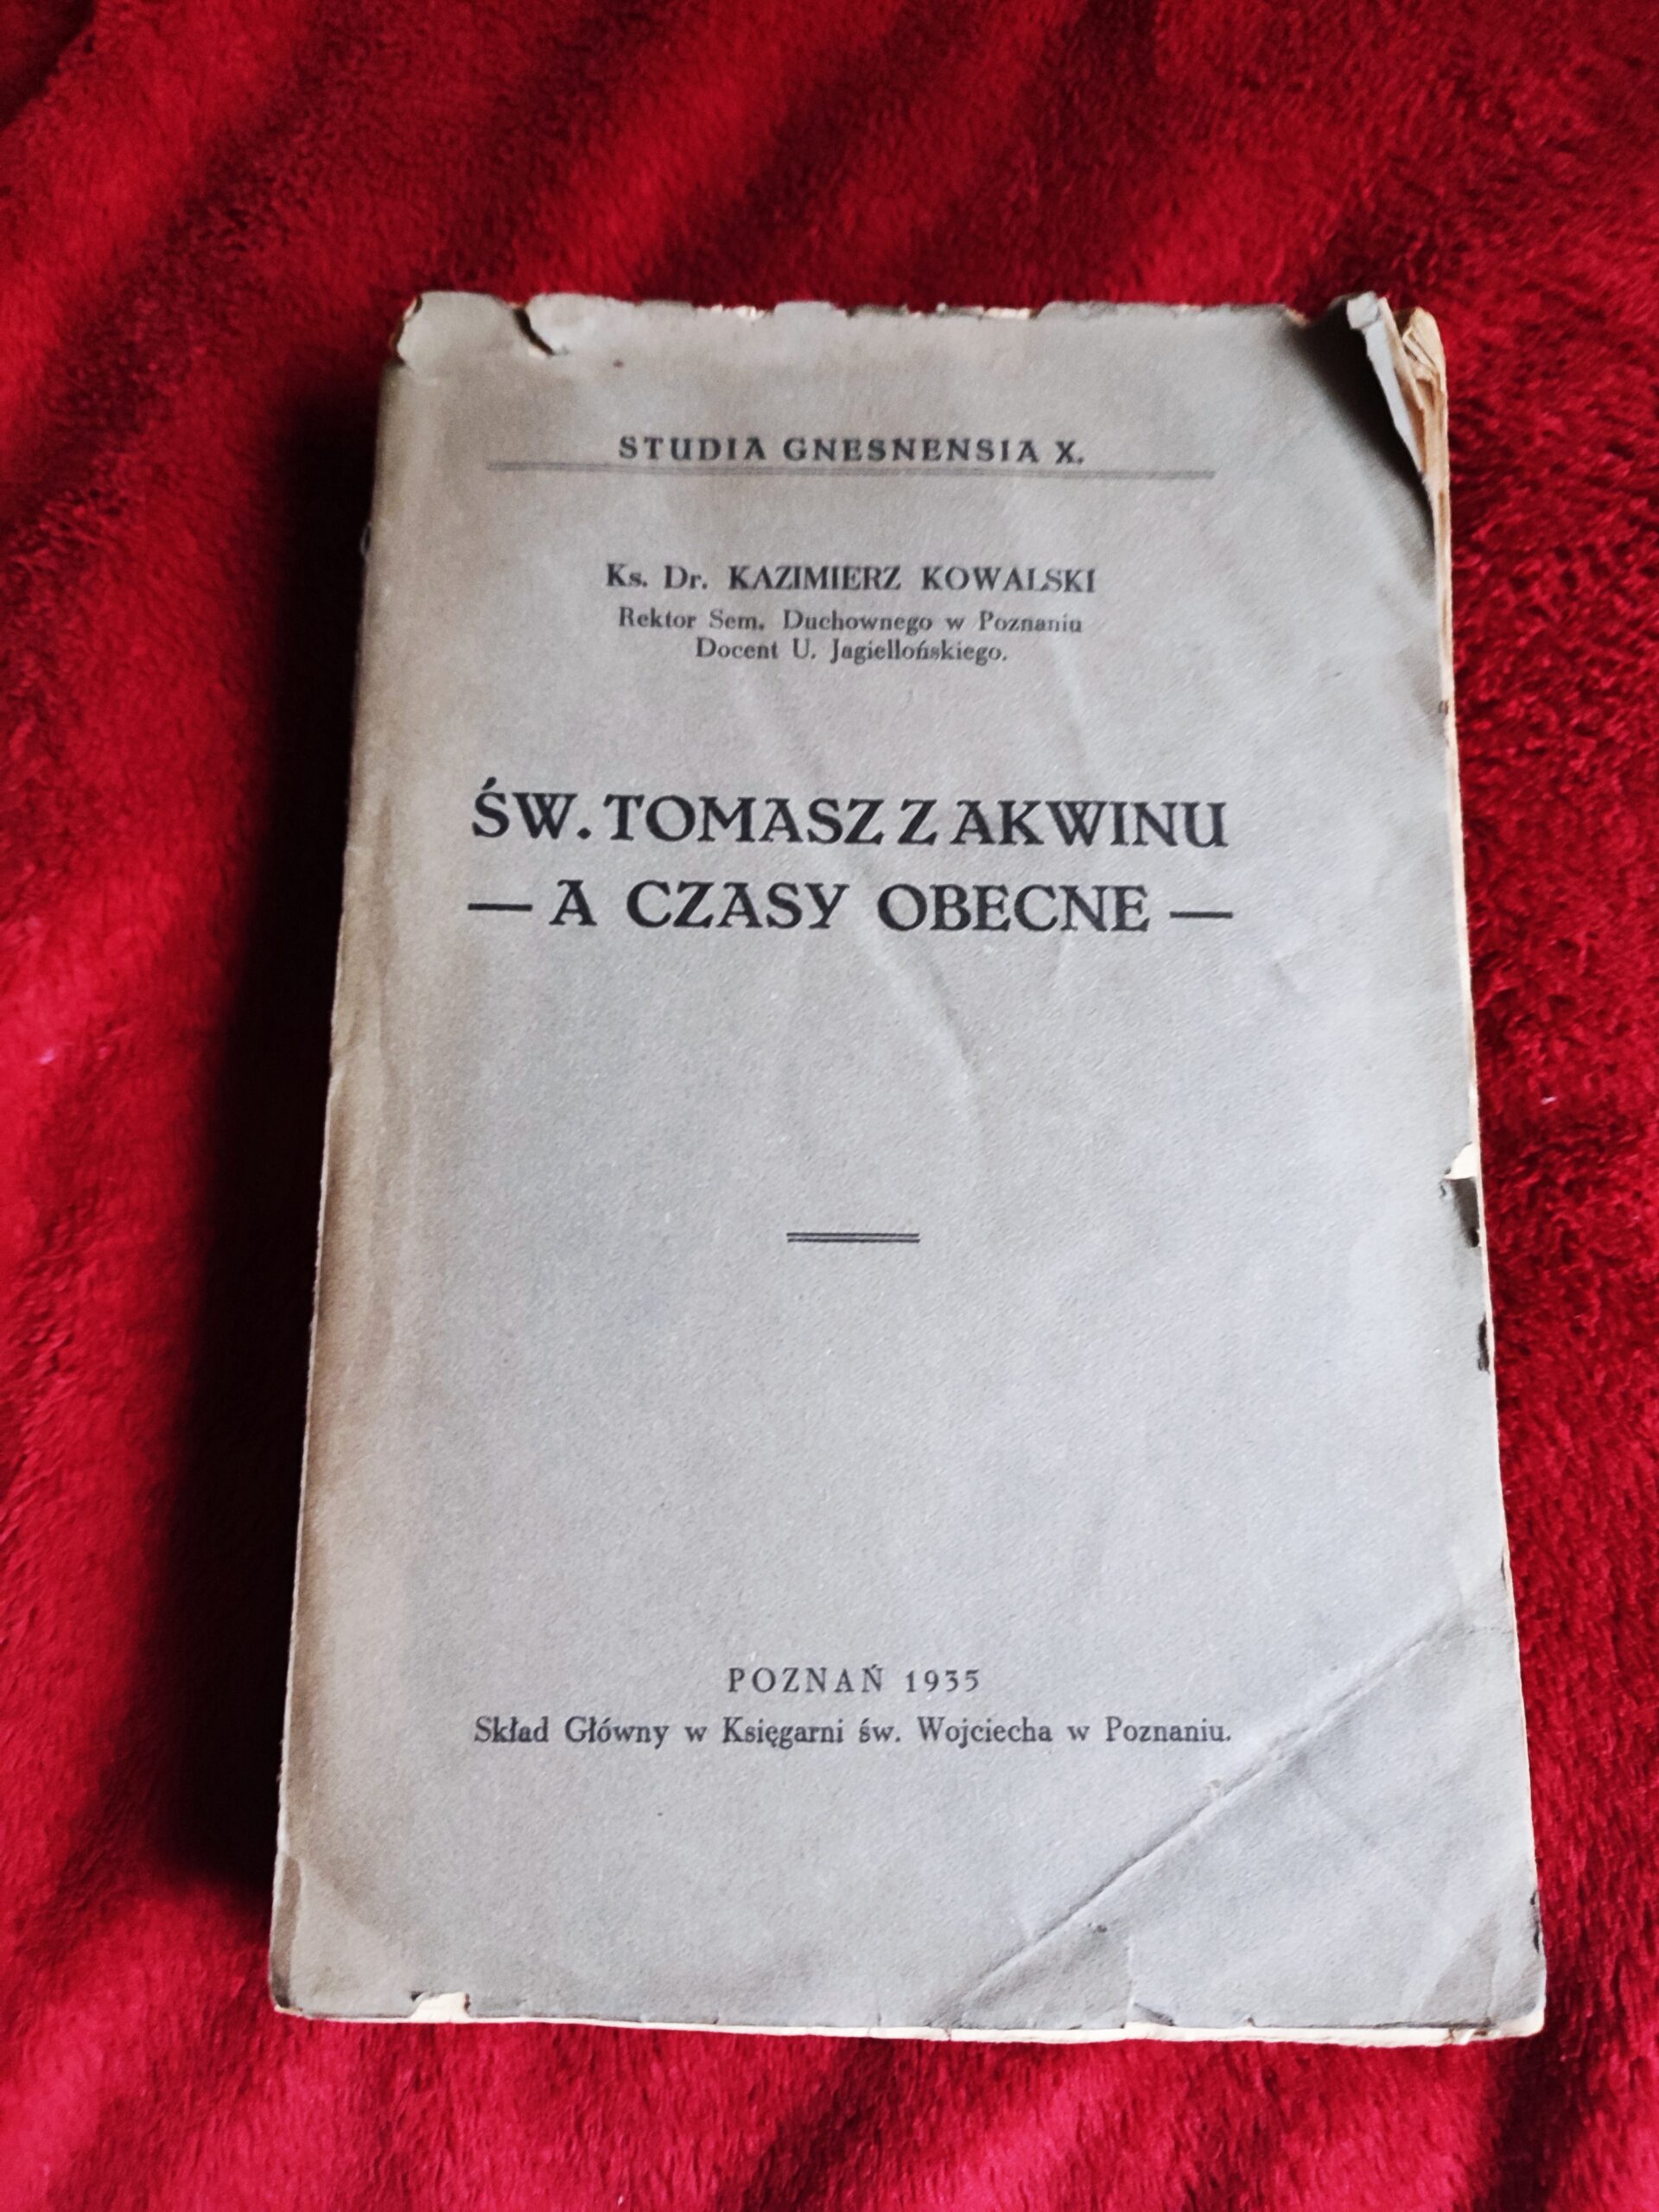 STUDIA GNESNENSIA X.
Ks. Dr. KAZIMIERZ KOWALSKI
Rektor Sem. Duchownego w Poznaniu
Docent U. Jagiellońskiego.
ŚW. TOMASZ Z AKWINU
— A CZASY OBECNE —
POZNAŃ 1935
Skład Główny w Księgarni św. Wojciecha w Poznaniu.